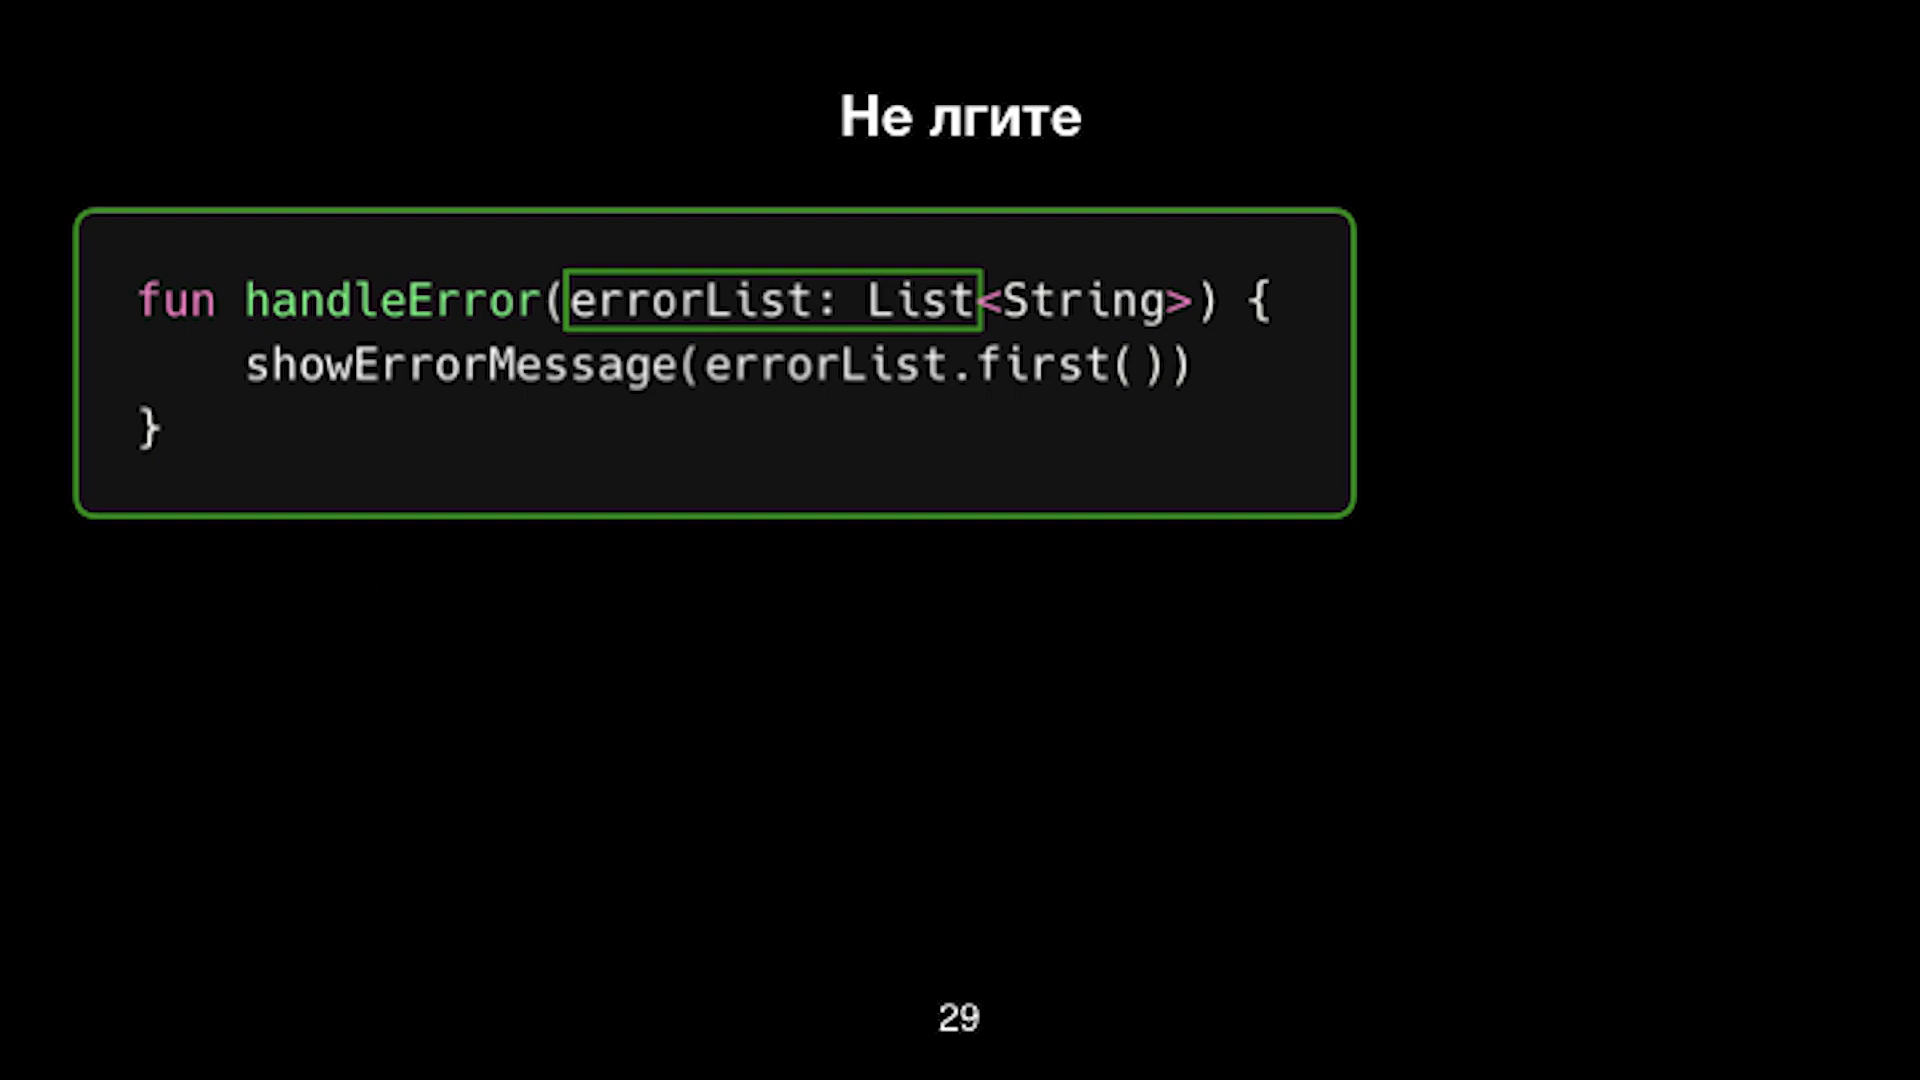 Не лгите
fun handleError(errorList: List<String>) {
    showErrorMessage(errorList.first())
}
29